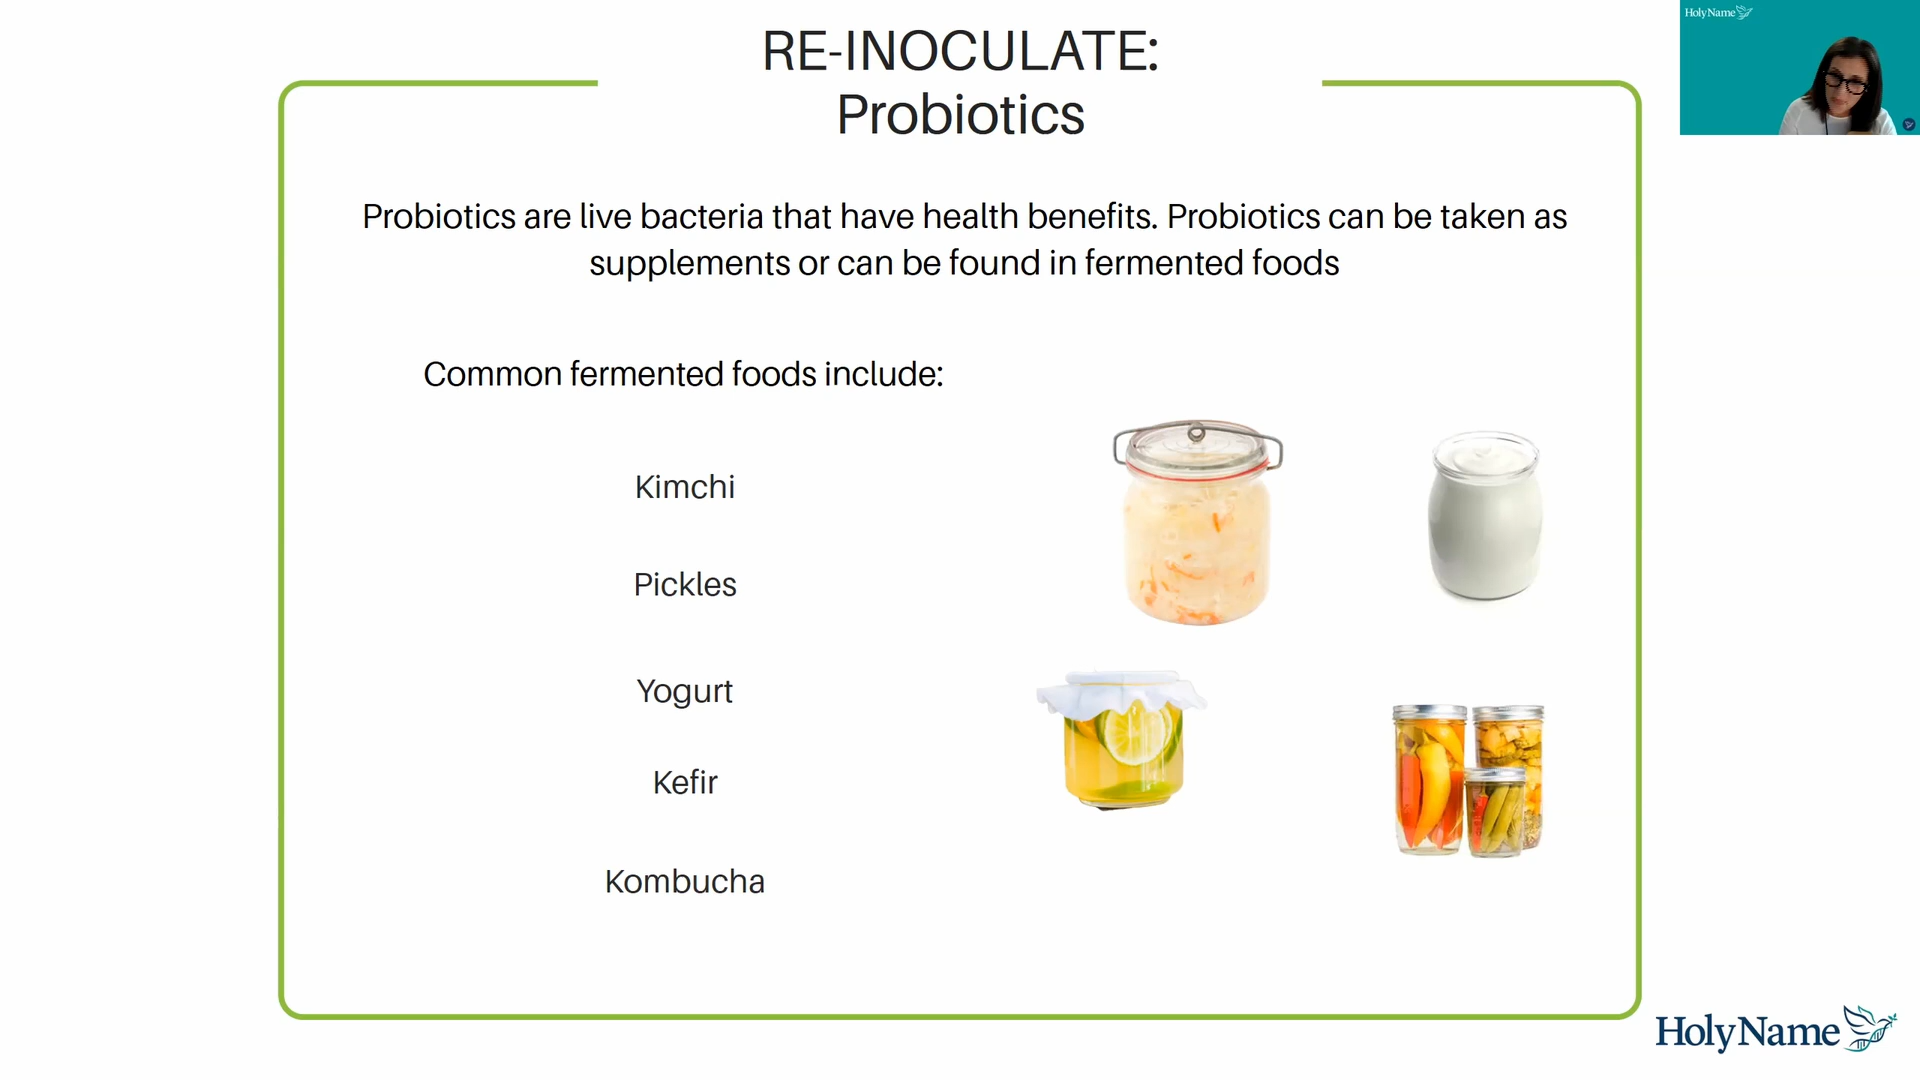 RE-INOCULATE:
Probiotics
HolyName
Probiotics are live bacteria that have health benefits. Probiotics can be taken as
supplements or can be found in fermented foods
Common fermented foods include:
Kimchi
Pickles
Yogurt
Kefir
Kombucha
HolyName